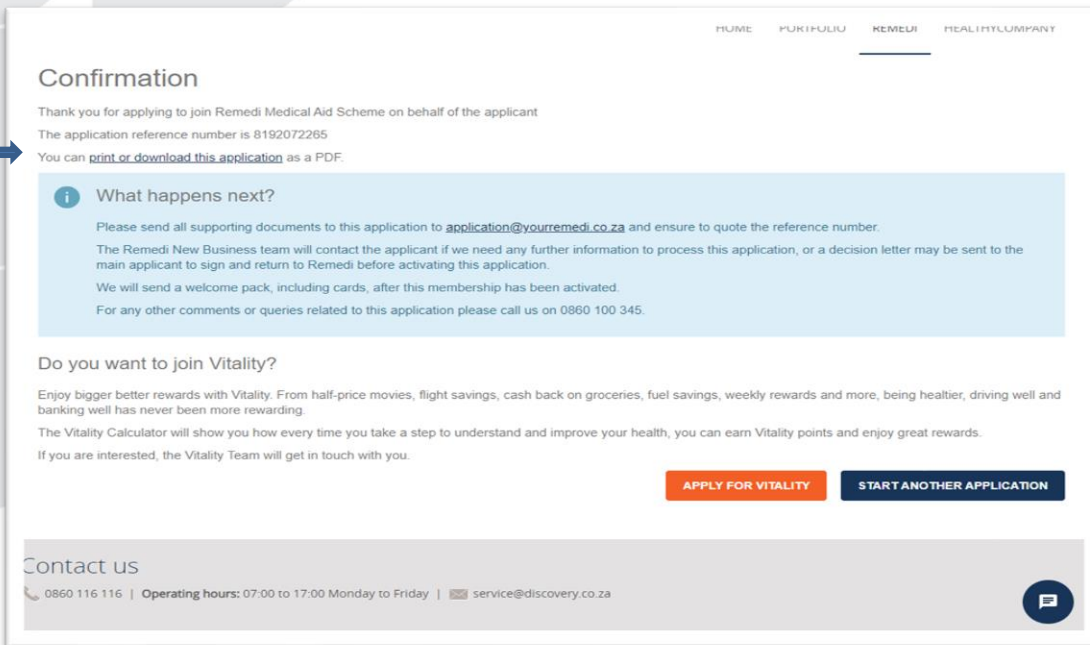 HOME PORTFOLIO REMEDI HEALTHYCOMPANY
Confirmation
Thank you for applying to join Remedi Medical Aid Scheme on behalf of the applicant
The application reference number is 8192072265
You can print or download this application as a PDF.
What happens next?
Please send all supporting documents to this application to application@yourremedi.co.za and ensure to quote the reference number.
The Remedi New Business team will contact the applicant if we need any further information to process this application, or a decision letter may be sent to the
main applicant to sign and return to Remedi before activating this application.
We will send a welcome pack, including cards, after this membership has been activated.
For any other comments or queries related to this application please call us on 0860 100 345.
Do you want to join Vitality?
Enjoy bigger better rewards with Vitality. From half-price movies, flight savings, cash back on groceries, fuel savings, weekly rewards and more, being healtier, driving well and
banking well has never been more rewarding.
The Vitality Calculator will show you how every time you take a step to understand and improve your health, you can earn Vitality points and enjoy great rewards.
If you are interested, the Vitality Team will get in touch with you.
APPLY FOR VITALITY START ANOTHER APPLICATION
Contact us
0860 116 116 | Operating hours: 07:00 to 17:00 Monday to Friday | service@discovery.co.za